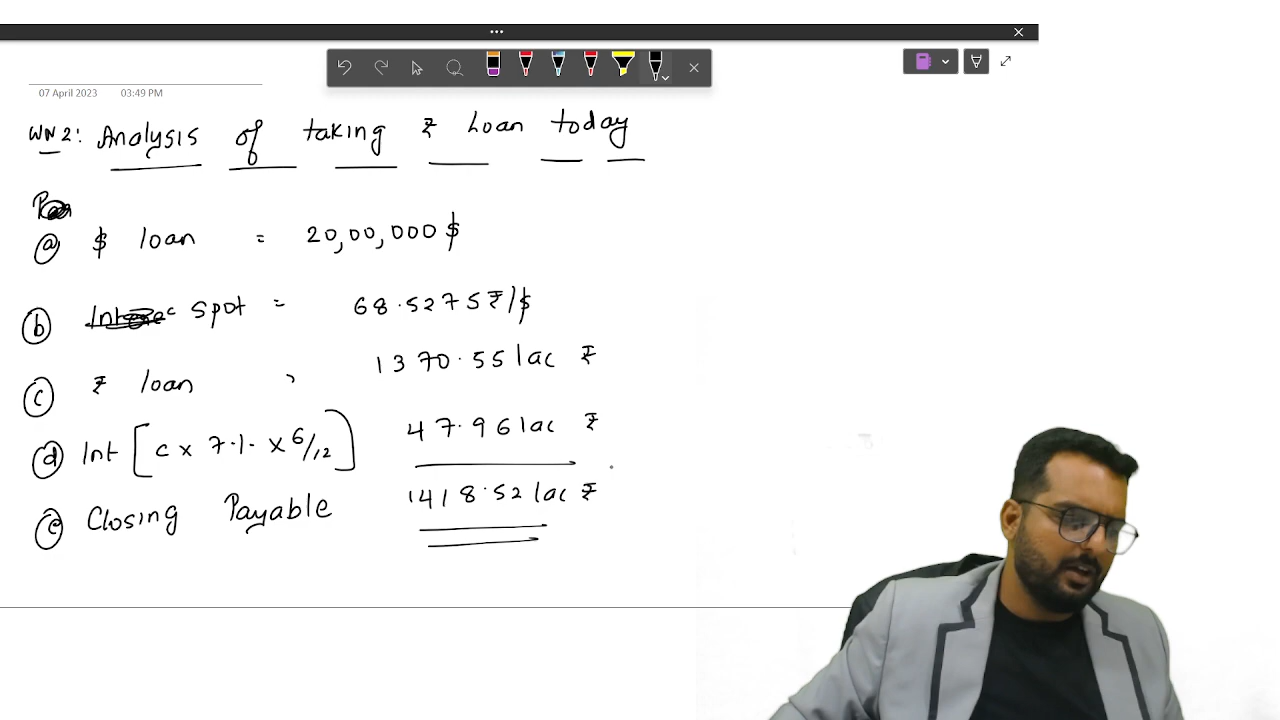 07 April 2023 03:49 PM
WN 2: Analysis of taking ₹ Loan today
(a) $ loan = 20,00,000 $
(b) spot = 68.5275 ₹/$
(c) ₹ loan , 1370.55 lac ₹
(d) Int [c x 7.1. x 6/12] 47.96 lac ₹
(e) Closing Payable 1418.52 lac ₹